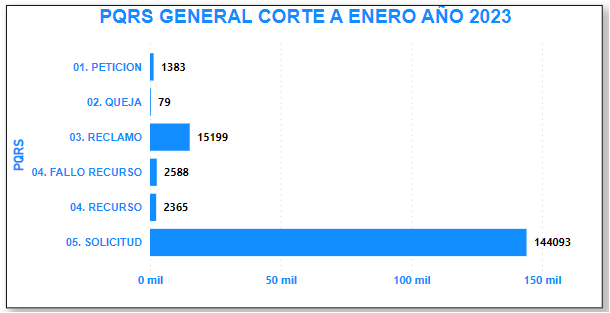 PQRS GENERAL CORTE A ENERO AÑO 2023
PQRS
01. PETICION 1383
02. QUEJA 79
03. RECLAMO 15199
04. FALLO RECURSO 2588
04. RECURSO 2365
05. SOLICITUD 144093
0 mil 50 mil 100 mil 150 mil